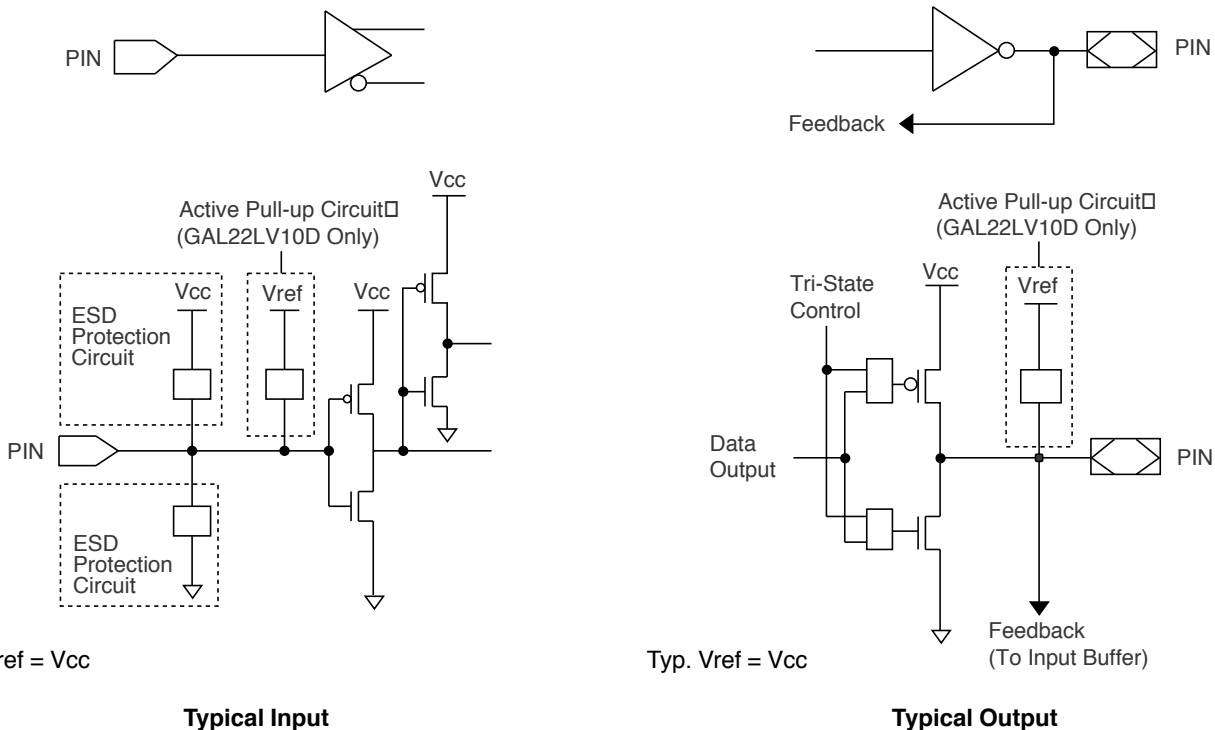 PIN
PIN
Feedback
Vcc
Active Pull-up Circuit□
(GAL22LV10D Only)
Vcc
Vref
Vcc
ESD
Protection
Circuit
PIN
ESD
Protection
Circuit
ref = Vcc
Typical Input
Active Pull-up Circuit□
(GAL22LV10D Only)
Tri-State
Control
Vcc
Vref
Data
Output
PIN
Feedback
(To Input Buffer)
Typ. Vref = Vcc
Typical Output